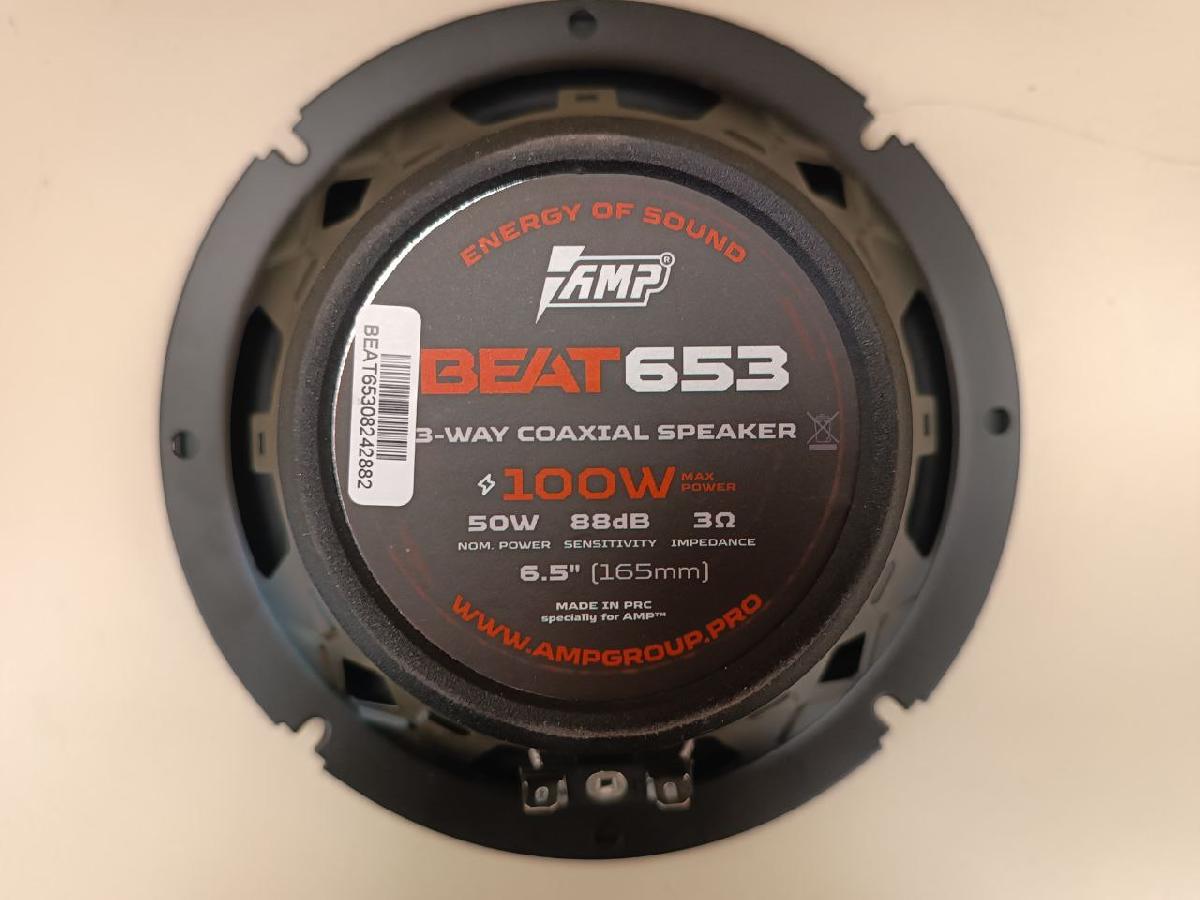 ENERGY OF SOUND
AMP®
BEAT653
3-WAY COAXIAL SPEAKER
100W MAX POWER
50W 88dB 3Ω
NOM. POWER SENSITIVITY IMPEDANCE
6.5" (165mm)
MADE IN PRC
specially for AMP™
WWW.AMPGROUP.PRO
BEAT65308242882